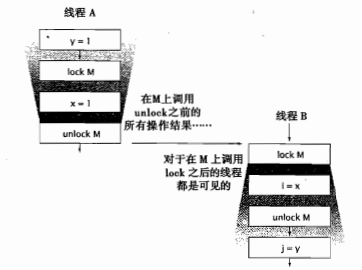 线程 A
y = 1
lock M
x = 1
unlock M
在M上调用
unlock之前的
所有操作结果……
对于在 M 上调用
lock 之后的线程
都是可见的
线程 B
lock M
i = x
unlock M
j = y